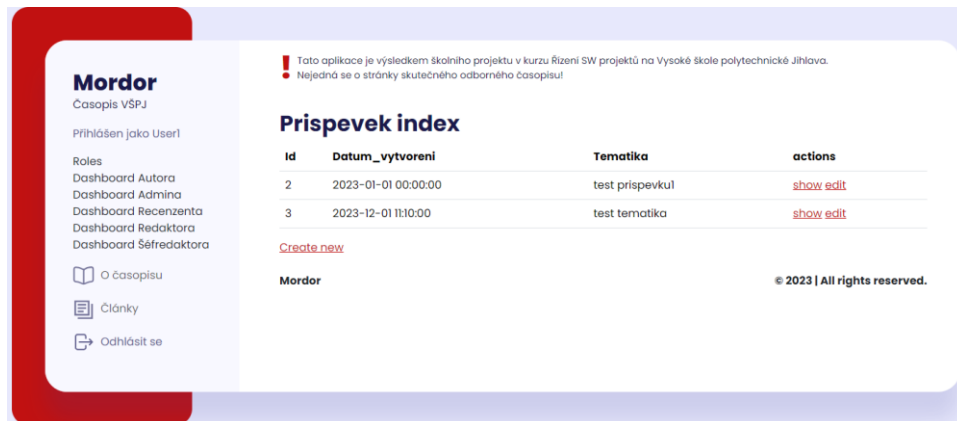 Mordor
Časopis VŠPJ
Přihlášen jako User1
Roles
Dashboard Autora
Dashboard Admina
Dashboard Recenzenta
Dashboard Redaktora
Dashboard Šéfredaktora
O časopisu
Články
Odhlásit se
Tato aplikace je výsledkem školního projektu v kurzu Řízení SW projektů na Vysoké škole polytechnické Jihlava.
Nejedná se o stránky skutečného odborného časopisu!
Prispevek index
Id Datum_vytvoreni Tematika actions
2 2023-01-01 00:00:00 test prispevku1 show edit
3 2023-12-01 11:10:00 test tematika show edit
Create new
Mordor © 2023 | All rights reserved.